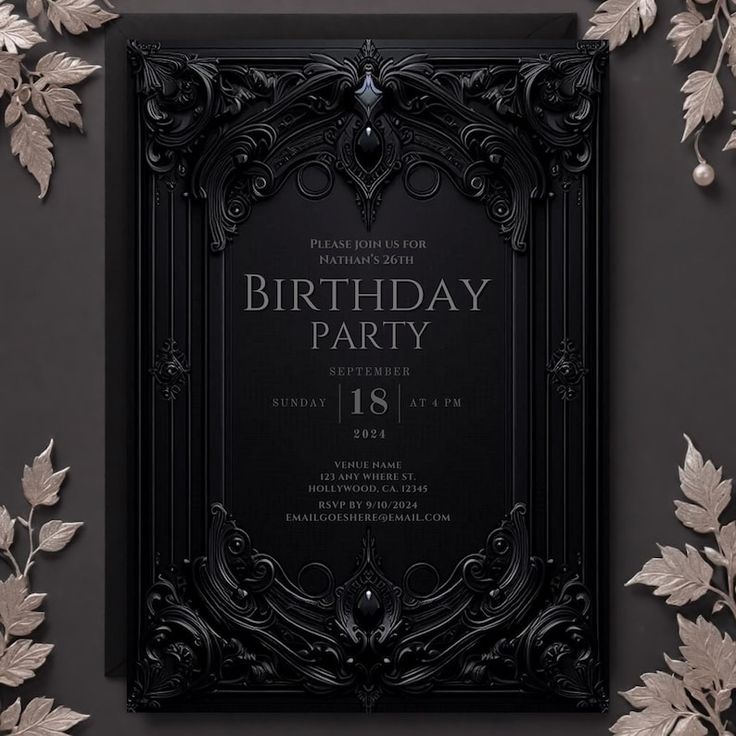 Please join us for
Nathan's 26th
Birthday
Party
September
Sunday 18 at 4 PM
2024
Venue Name
123 Any Where St
Hollywood, CA. 12345
RSVP by 9/10/2024
emailgoeshere@email.com